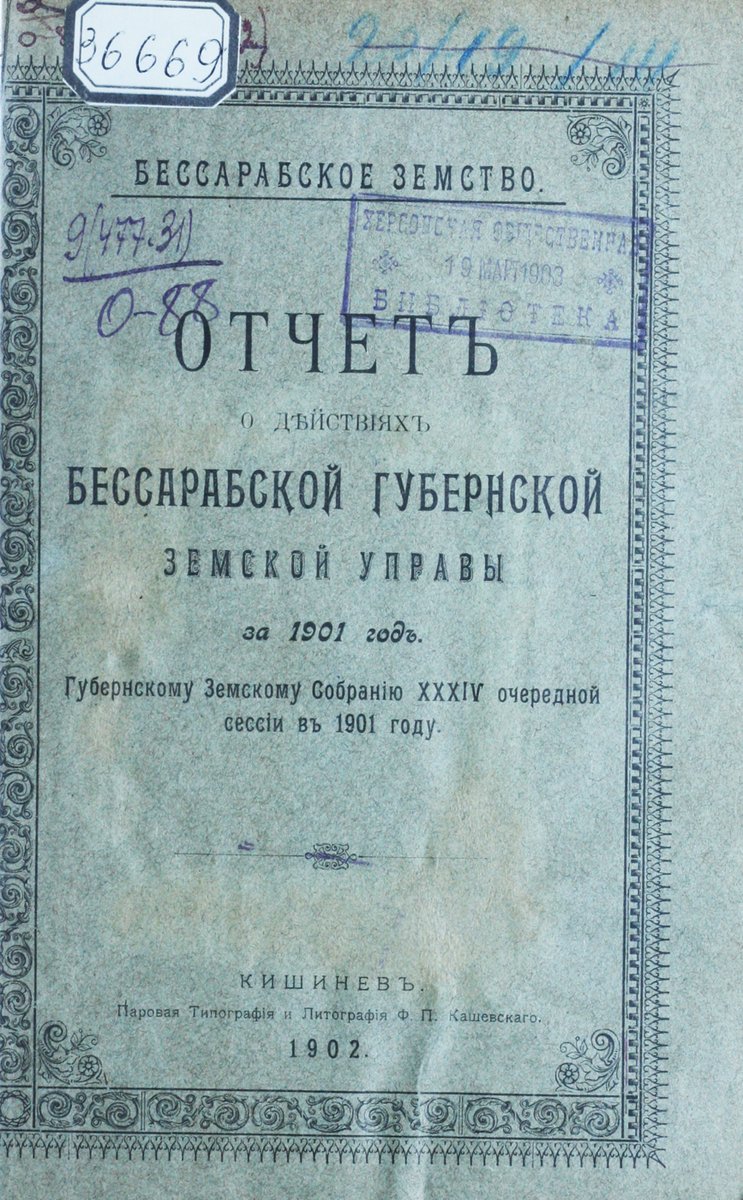 36669
БЕССАРАБСКОЕ ЗЕМСТВО.
9(477.31)
О-88
ХЕРСОНСКАЯ ОБЩЕСТВЕННАЯ
19 МАЙ 1903
БИБЛІОТЕКА
ОТЧЕТЪ
О ДѢЙСТВІЯХЪ
БЕССАРАБСКОЙ ГУБЕРНСКОЙ
ЗЕМСКОЙ УПРАВЫ
за 1901 годъ.
Губернскому Земскому Собранію XXXIV очередной
сессіи въ 1901 году.
КИШИНЕВЪ.
Паровая Типографія и Литографія Ф. П. Кашевскаго.
1902.